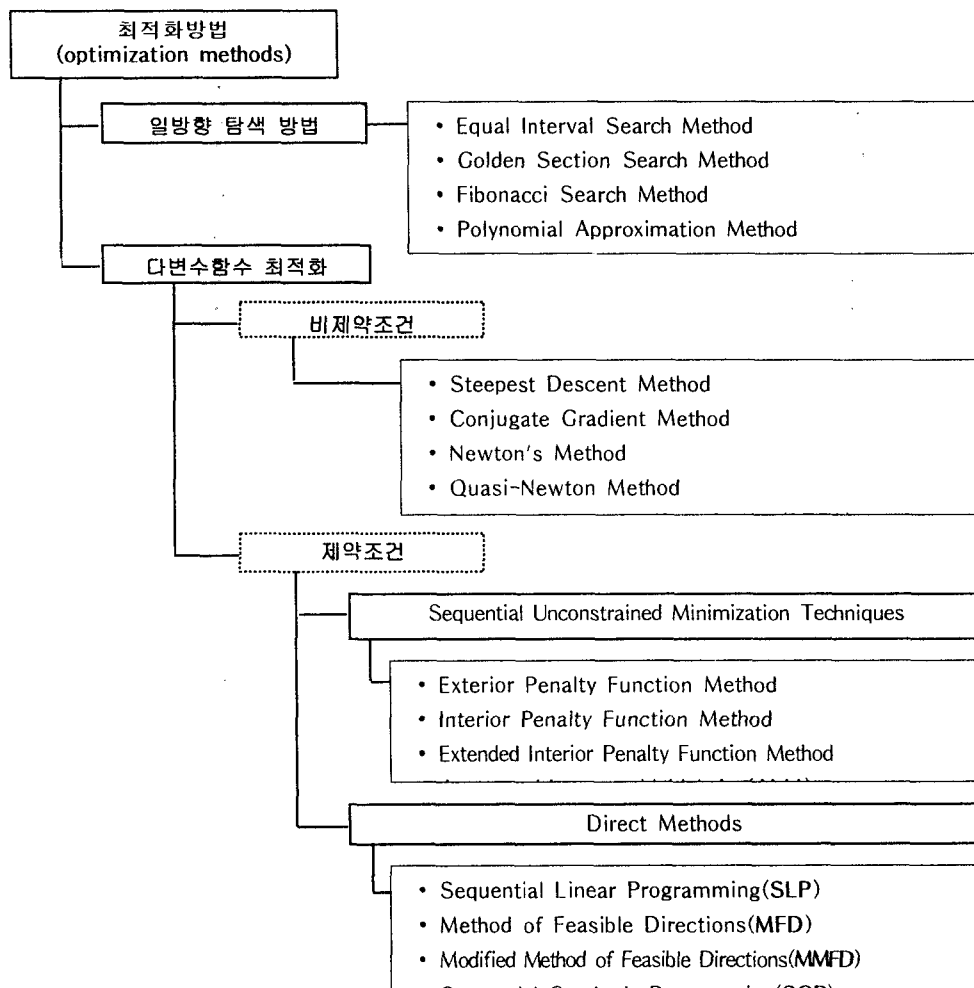 최적화방법
(optimization methods)
일방향 탐색 방법
• Equal Interval Search Method
• Golden Section Search Method
• Fibonacci Search Method
• Polynomial Approximation Method
다변수함수 최적화
비제약조건
• Steepest Descent Method
• Conjugate Gradient Method
• Newton's Method
• Quasi-Newton Method
제약조건
Sequential Unconstrained Minimization Techniques
• Exterior Penalty Function Method
• Interior Penalty Function Method
• Extended Interior Penalty Function Method
Direct Methods
• Sequential Linear Programming(SLP)
• Method of Feasible Directions(MFD)
• Modified Method of Feasible Directions(MMFD)